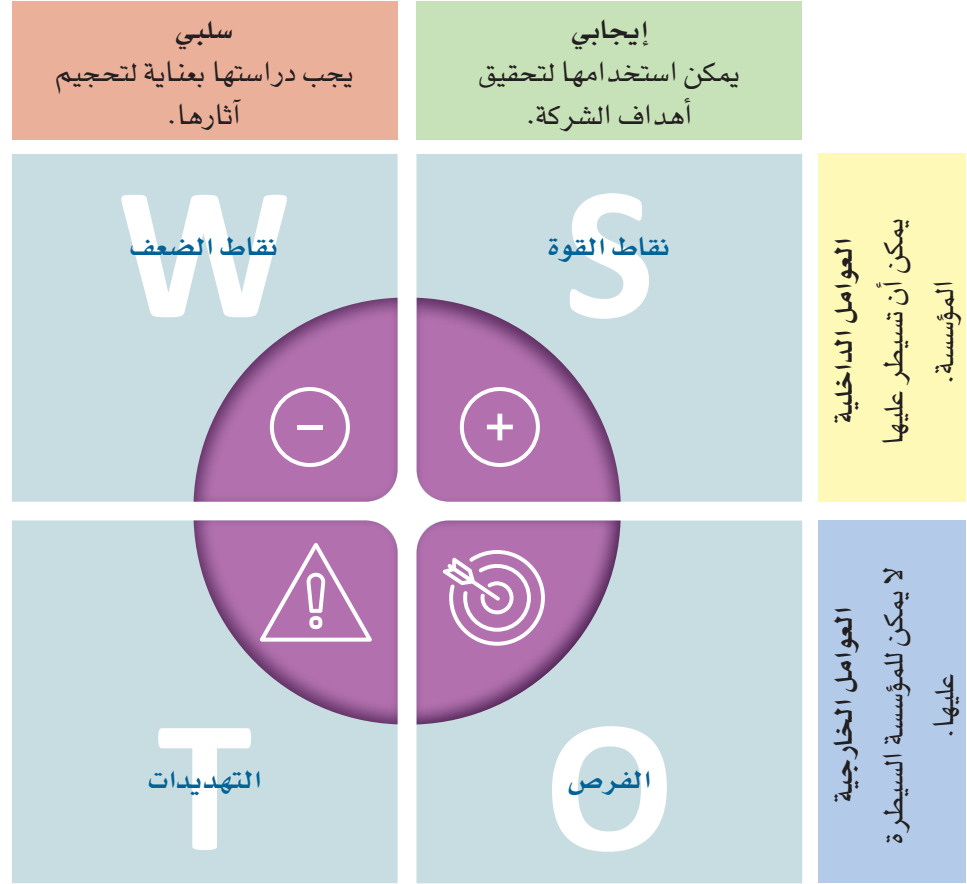 إيجابي
يمكن استخدامها لتحقيق
أهداف الشركة.
سلبي
يجب دراستها بعناية لتحجيم
آثارها.
العوامل الداخلية
يمكن أن تسيطر عليها
المؤسسة.
S
نقاط القوة
+
W
نقاط الضعف
-
العوامل الخارجية
لا يمكن للمؤسسة السيطرة
عليها.
O
الفرص
T
التهديدات
!